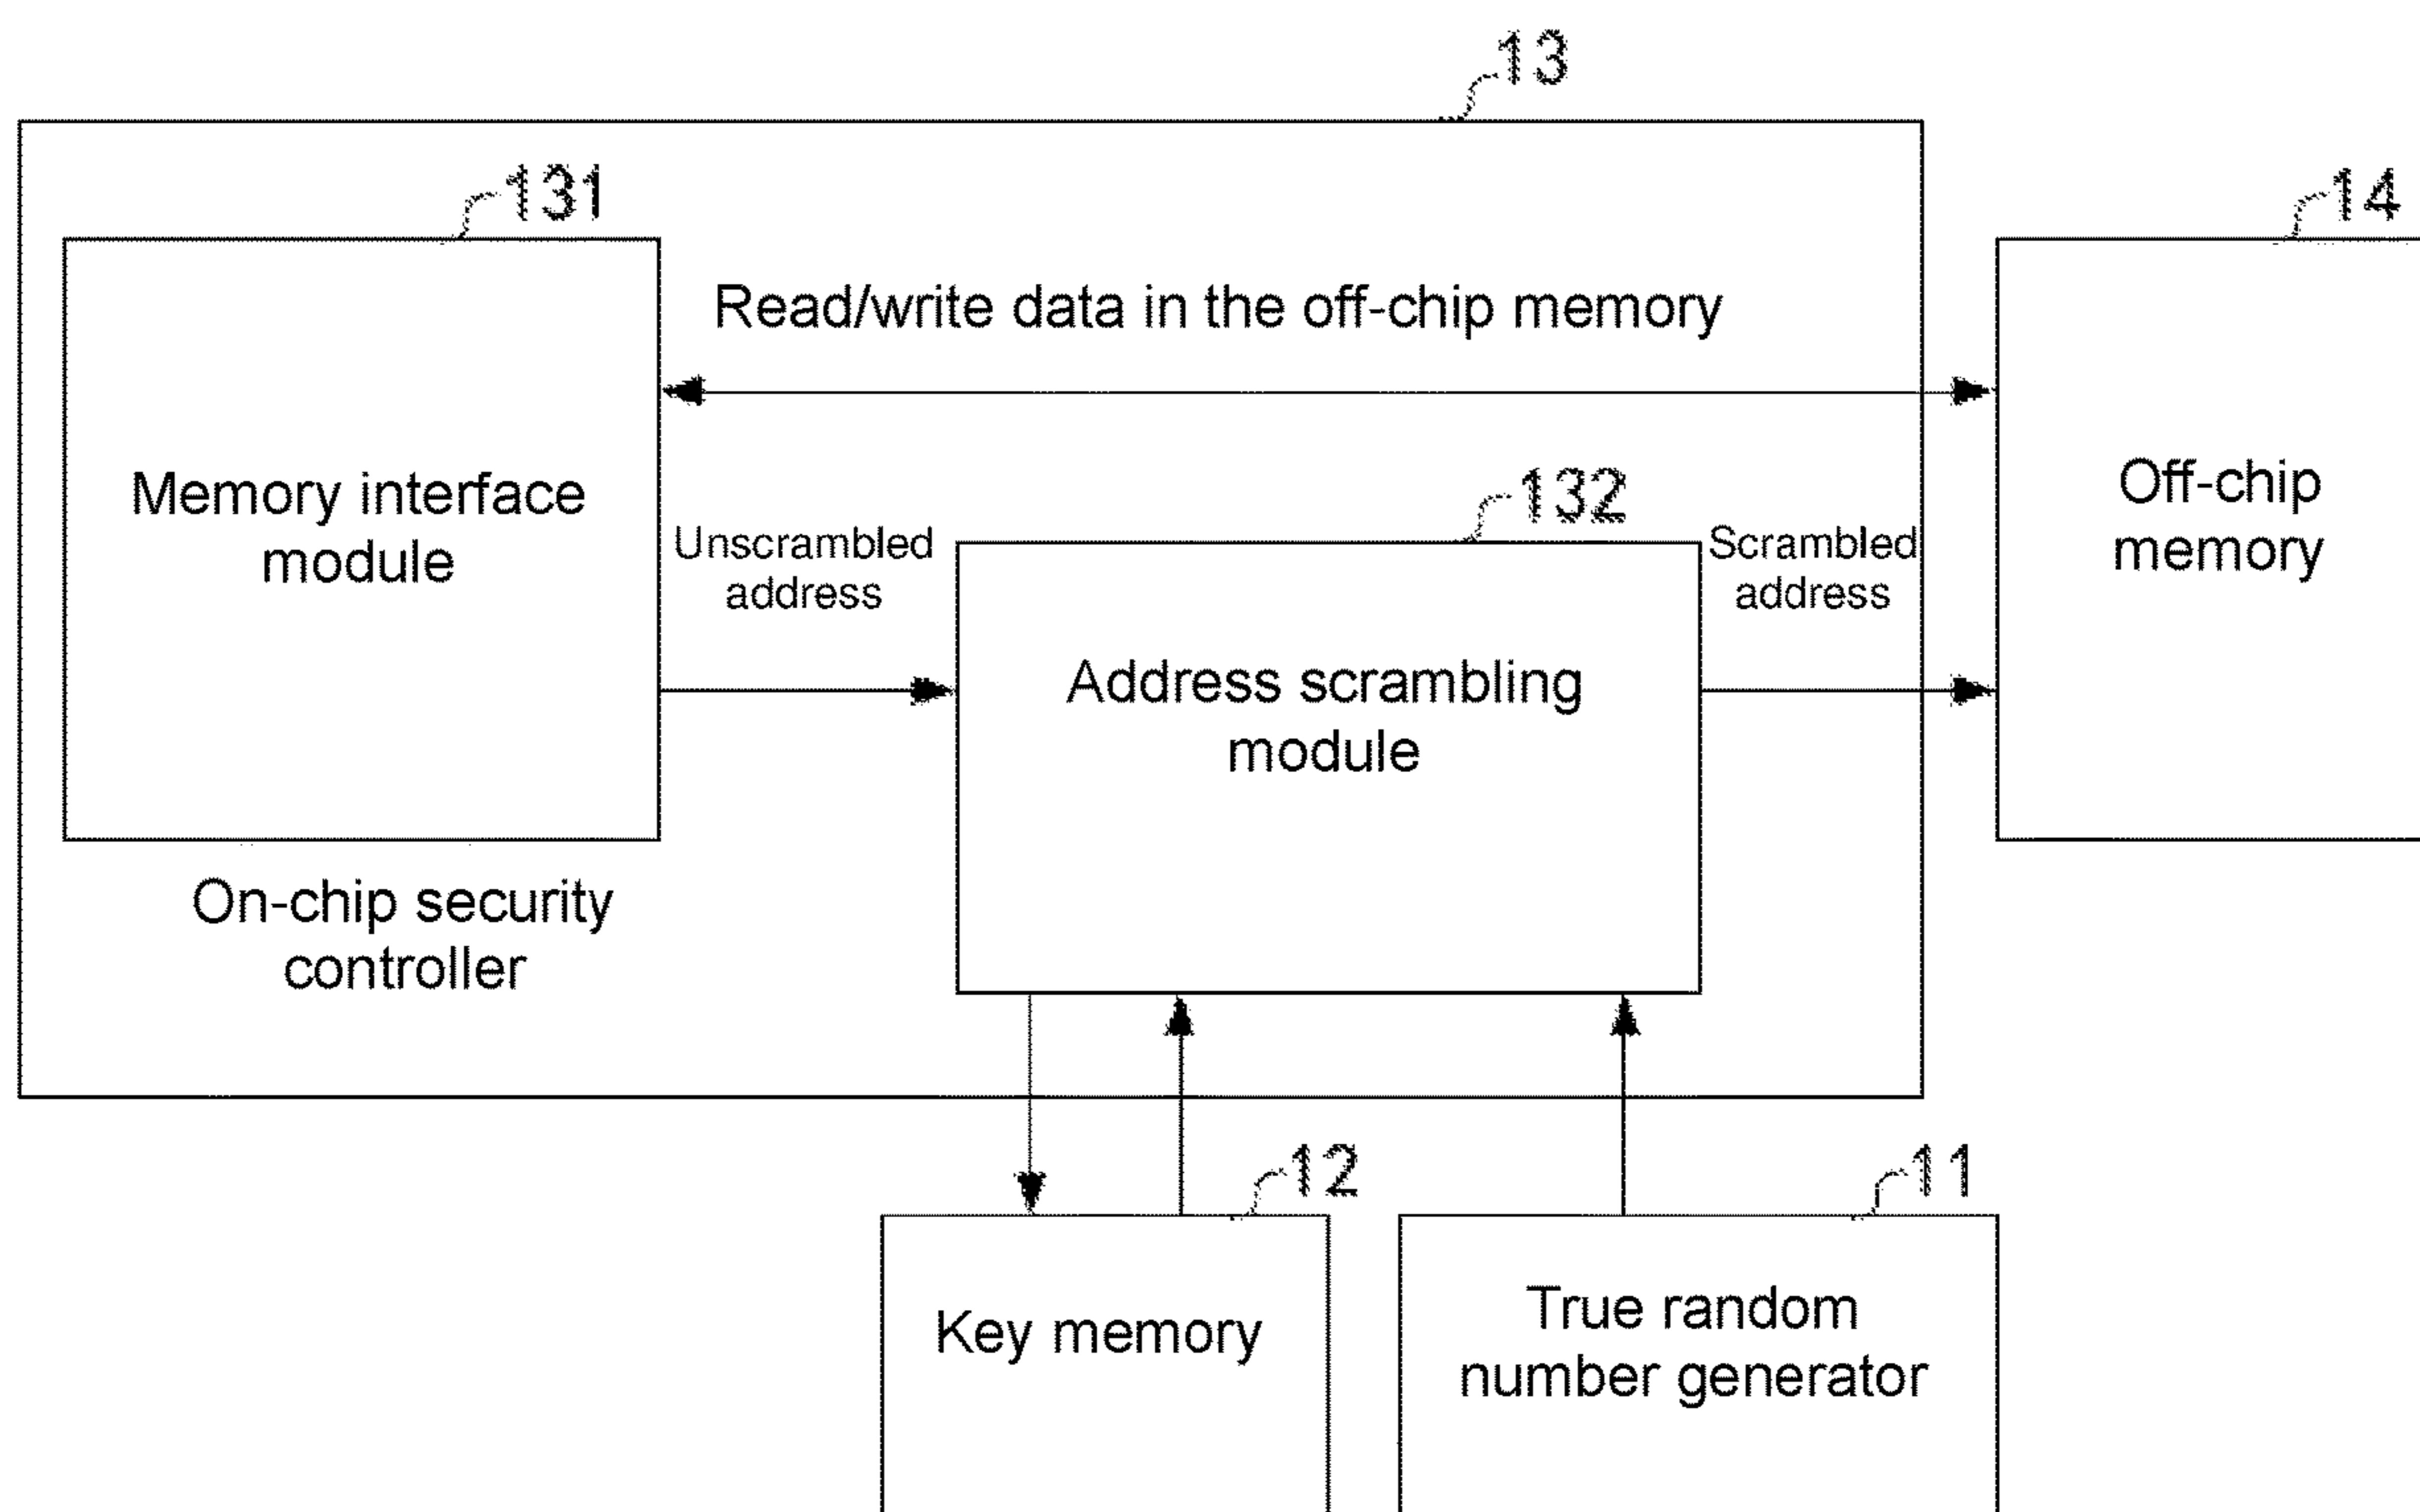 13
131
14
Read/write data in the off-chip memory
Memory interface
module
Off-chip
memory
132
Unscrambled
address
Scrambled
address
Address scrambling
module
On-chip security
controller
12
11
Key memory
True random
number generator